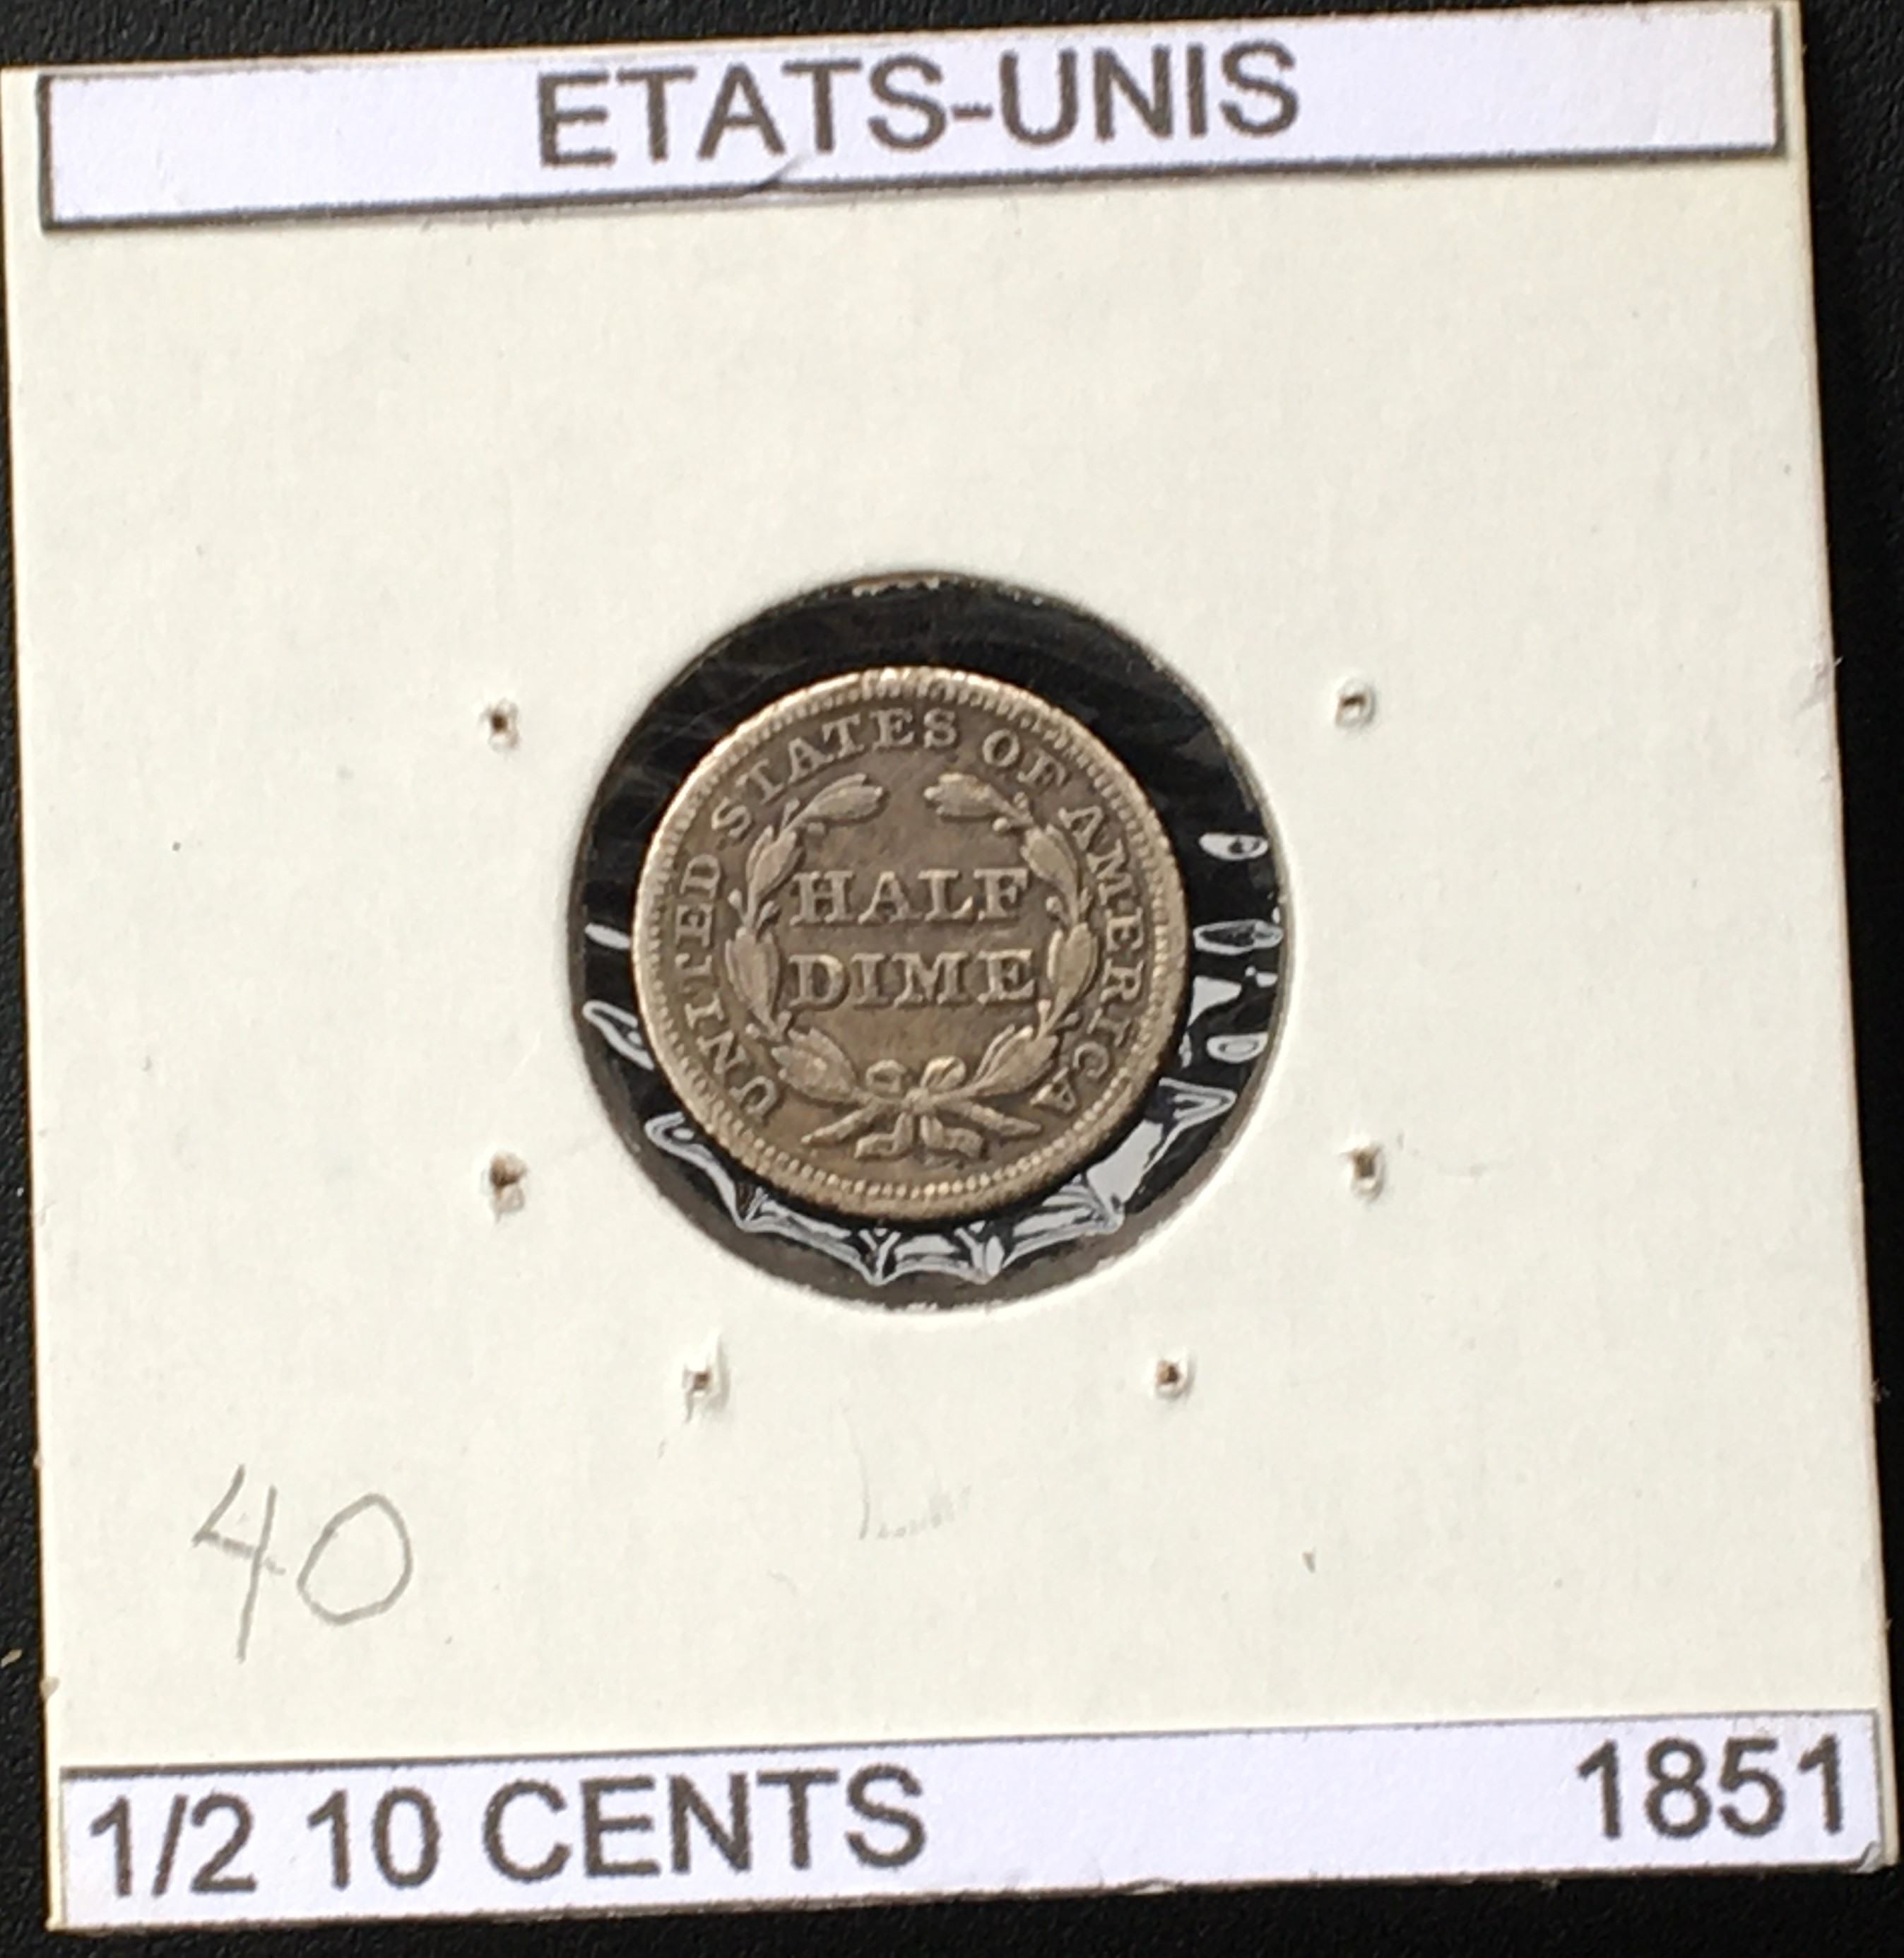 ETATS-UNIS
UNITED STATES OF AMERICA
HALF
DIME
40
1/2 10 CENTS 1851